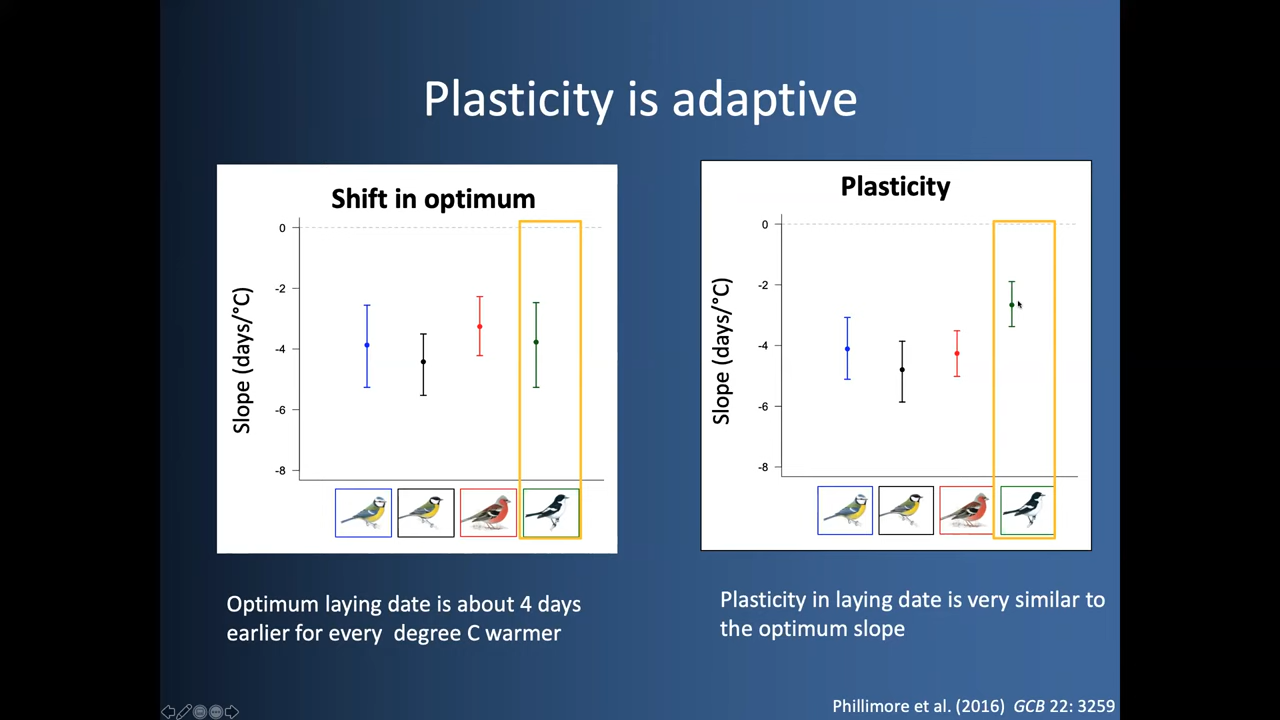 Plasticity is adaptive
Shift in optimum
0
-2
-4
-6
-8
Slope (days/°C)
Plasticity
0
-2
-4
-6
-8
Slope (days/°C)
Optimum laying date is about 4 days
earlier for every degree C warmer
Plasticity in laying date is very similar to
the optimum slope
Phillimore et al. (2016) GCB 22: 3259